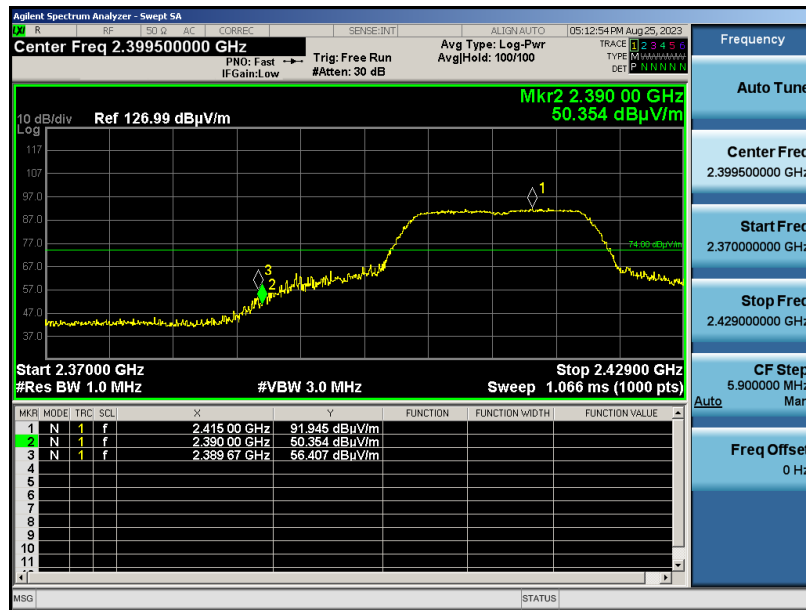 Agilent Spectrum Analyzer - Swept SA
LXI R RF 50 Ω AC CORREC SENSE:INT ALIGN AUTO 05:12:54 PM Aug 25, 2023
Center Freq 2.399500000 GHz
PNO: Fast
IFGain:Low
Trig: Free Run
#Atten: 30 dB
Avg Type: Log-Pwr
Avg|Hold: 100/100
TRACE 1 2 3 4 5 6
TYPE M
DET P N N N N N
Mkr2 2.390 00 GHz
50.354 dBµV/m
10 dB/div
Log
Ref 126.99 dBµV/m
117
107
97.0
87.0
77.0
67.0
57.0
47.0
37.0
1
3
2
74.00 dBµV/m
Start 2.37000 GHz Stop 2.42900 GHz
#Res BW 1.0 MHz #VBW 3.0 MHz Sweep 1.066 ms (1000 pts)
MKR MODE TRC SCL X Y FUNCTION FUNCTION WIDTH FUNCTION VALUE
1 N 1 f 2.415 00 GHz 91.945 dBµV/m
2 N 1 f 2.390 00 GHz 50.354 dBµV/m
3 N 1 f 2.389 67 GHz 56.407 dBµV/m
4
5
6
7
8
9
10
11
MSG STATUS
Frequency
Auto Tune
Center Freq
2.399500000 GHz
Start Freq
2.370000000 GHz
Stop Freq
2.429000000 GHz
CF Step
5.900000 MHz
Auto Man
Freq Offset
0 Hz